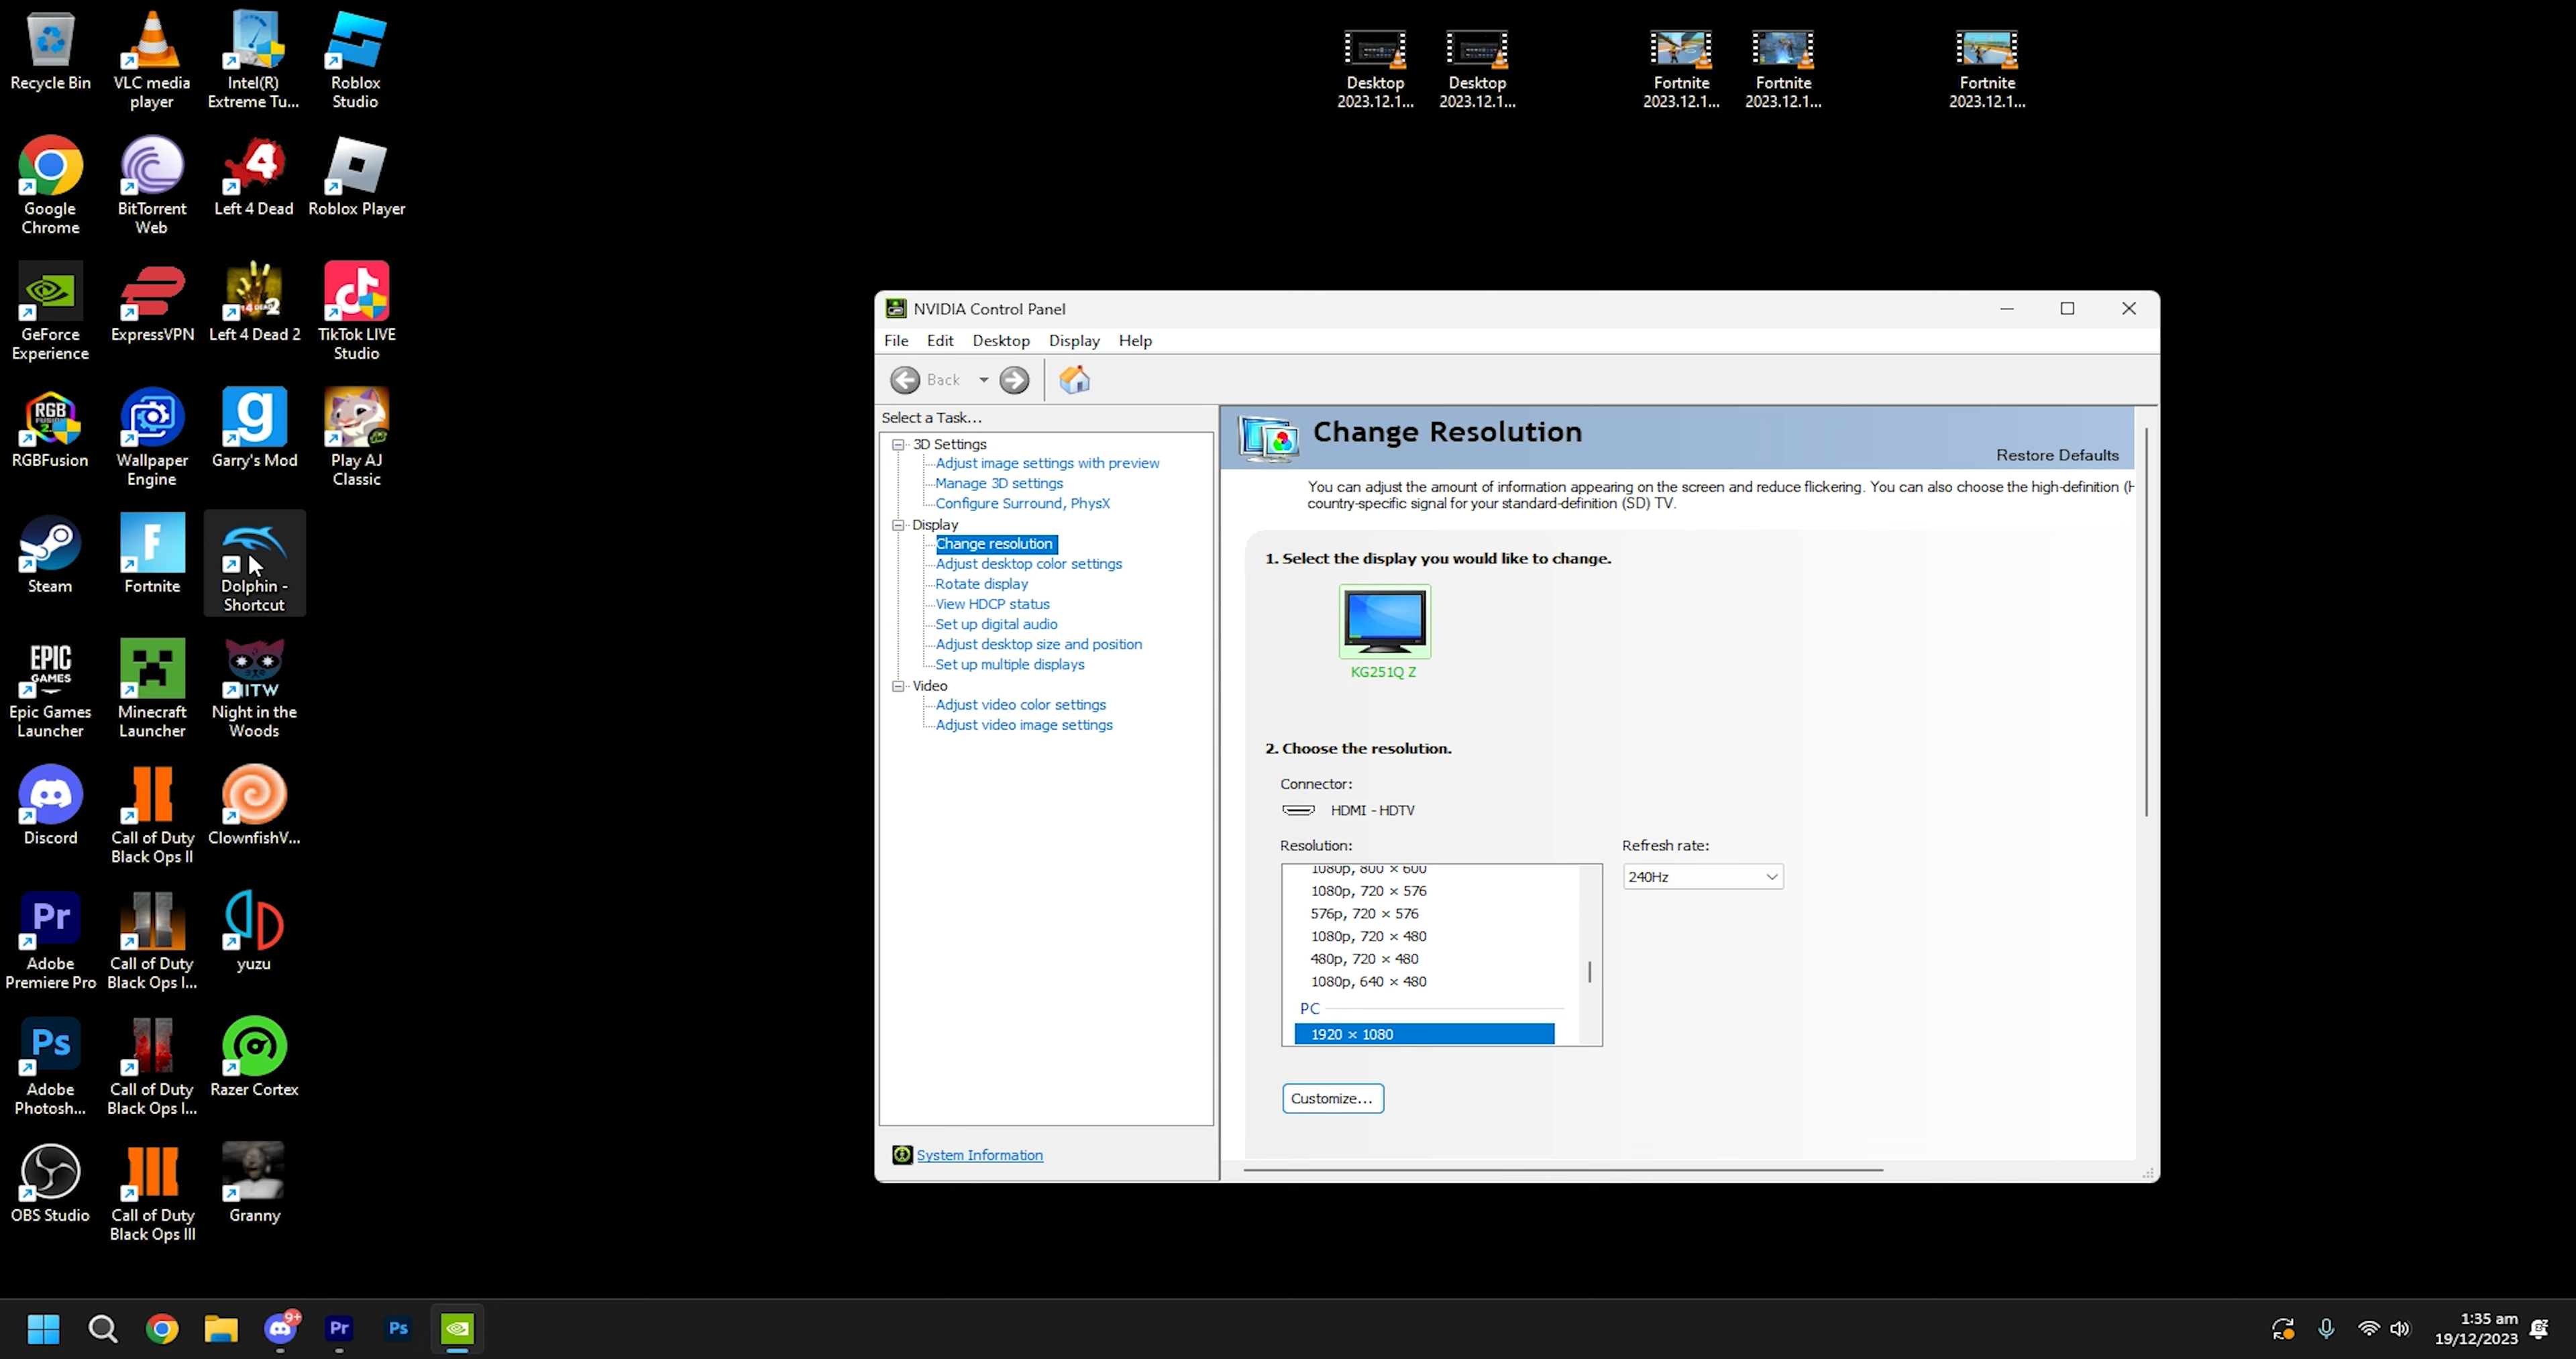 Recycle Bin
VLC media
player
Intel(R)
Extreme Tu...
Roblox
Studio
Desktop
2023.12.1...
Desktop
2023.12.1...
Fortnite
2023.12.1...
Fortnite
2023.12.1...
Fortnite
2023.12.1...
Google
Chrome
BitTorrent
Web
4
Left 4 Dead
Roblox Player
GeForce
Experience
ExpressVPN
Left 4 Dead 2
TikTok LIVE
Studio
RGB
RGBFusion
Wallpaper
Engine
g
Garry's Mod
Play AJ
Classic
Steam
F
Fortnite
Dolphin -
Shortcut
EPIC
GAMES
Epic Games
Launcher
Minecraft
Launcher
NITW
Night in the
Woods
Discord
Call of Duty
Black Ops II
ClownfishV...
Pr
Adobe
Premiere Pro
Call of Duty
Black Ops I...
yuzu
Ps
Adobe
Photosh...
Call of Duty
Black Ops I...
Razer Cortex
OBS Studio
Call of Duty
Black Ops III
Granny
NVIDIA Control Panel
File Edit Desktop Display Help
Back
Select a Task...
3D Settings
Adjust image settings with preview
Manage 3D settings
Configure Surround, PhysX
Display
Change resolution
Adjust desktop color settings
Rotate display
View HDCP status
Set up digital audio
Adjust desktop size and position
Set up multiple displays
Video
Adjust video color settings
Adjust video image settings
System Information
Change Resolution
Restore Defaults
You can adjust the amount of information appearing on the screen and reduce flickering. You can also choose the high-definition (H
country-specific signal for your standard-definition (SD) TV.
1. Select the display you would like to change.
KG251Q Z
2. Choose the resolution.
Connector:
HDMI - HDTV
Resolution:
Refresh rate:
1080p, 800 × 600
240Hz
1080p, 720 × 576
576p, 720 × 576
1080p, 720 × 480
480p, 720 × 480
1080p, 640 × 480
PC
1920 × 1080
Customize...
9+
Pr
Ps
1:35 am
19/12/2023